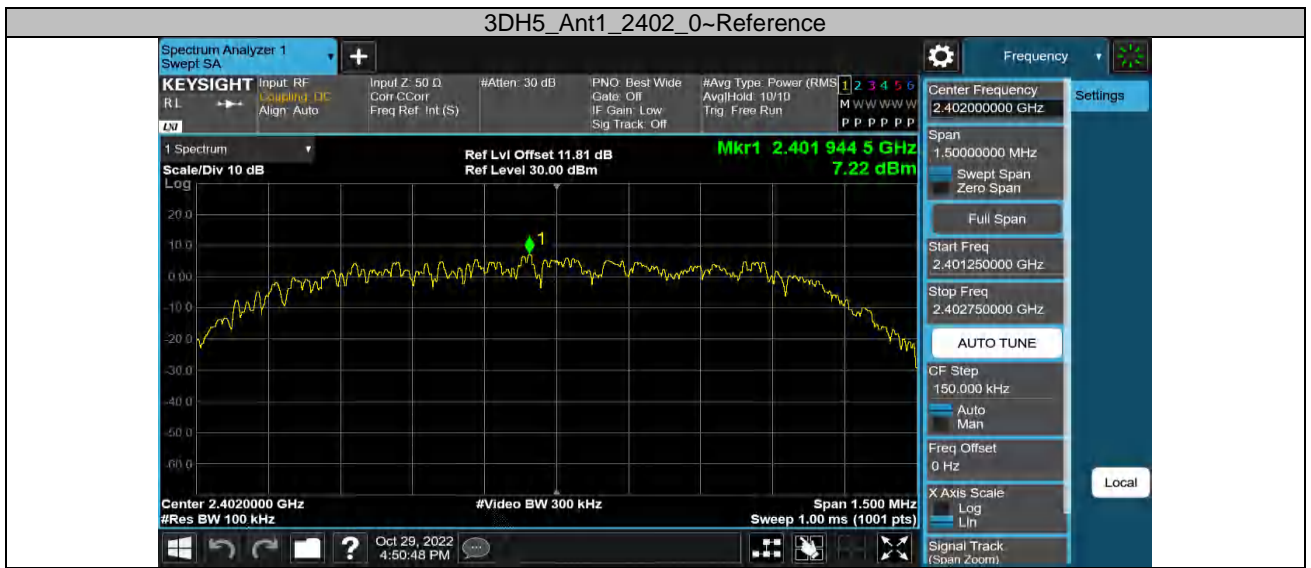 3DH5_Ant1_2402_0~Reference
Spectrum Analyzer 1
Swept SA
+
Frequency
KEYSIGHT
RL
LXI
Input: RF
Coupling: DC
Align: Auto
Input Z: 50 Ω
Corr CCorr
Freq Ref: Int (S)
#Atten: 30 dB
PNO: Best Wide
Gate: Off
IF Gain: Low
Sig Track: Off
#Avg Type: Power (RMS
Avg|Hold: 10/10
Trig: Free Run
1 2 3 4 5 6
M W W W W W
P P P P P P
Center Frequency
2.402000000 GHz
Settings
Span
1.50000000 MHz
Swept Span
Zero Span
Full Span
Start Freq
2.401250000 GHz
Stop Freq
2.402750000 GHz
AUTO TUNE
CF Step
150.000 kHz
Auto
Man
Freq Offset
0 Hz
X Axis Scale
Log
Lin
Signal Track
(Span Zoom)
Local
1 Spectrum
Scale/Div 10 dB
Log
Ref Lvl Offset 11.81 dB
Ref Level 30.00 dBm
Mkr1 2.401 944 5 GHz
7.22 dBm
1
20.0
10.0
0.00
-10.0
-20.0
-30.0
-40.0
-50.0
-60.0
Center 2.4020000 GHz
#Res BW 100 kHz
#Video BW 300 kHz
Span 1.500 MHz
Sweep 1.00 ms (1001 pts)
?
Oct 29, 2022
4:50:48 PM